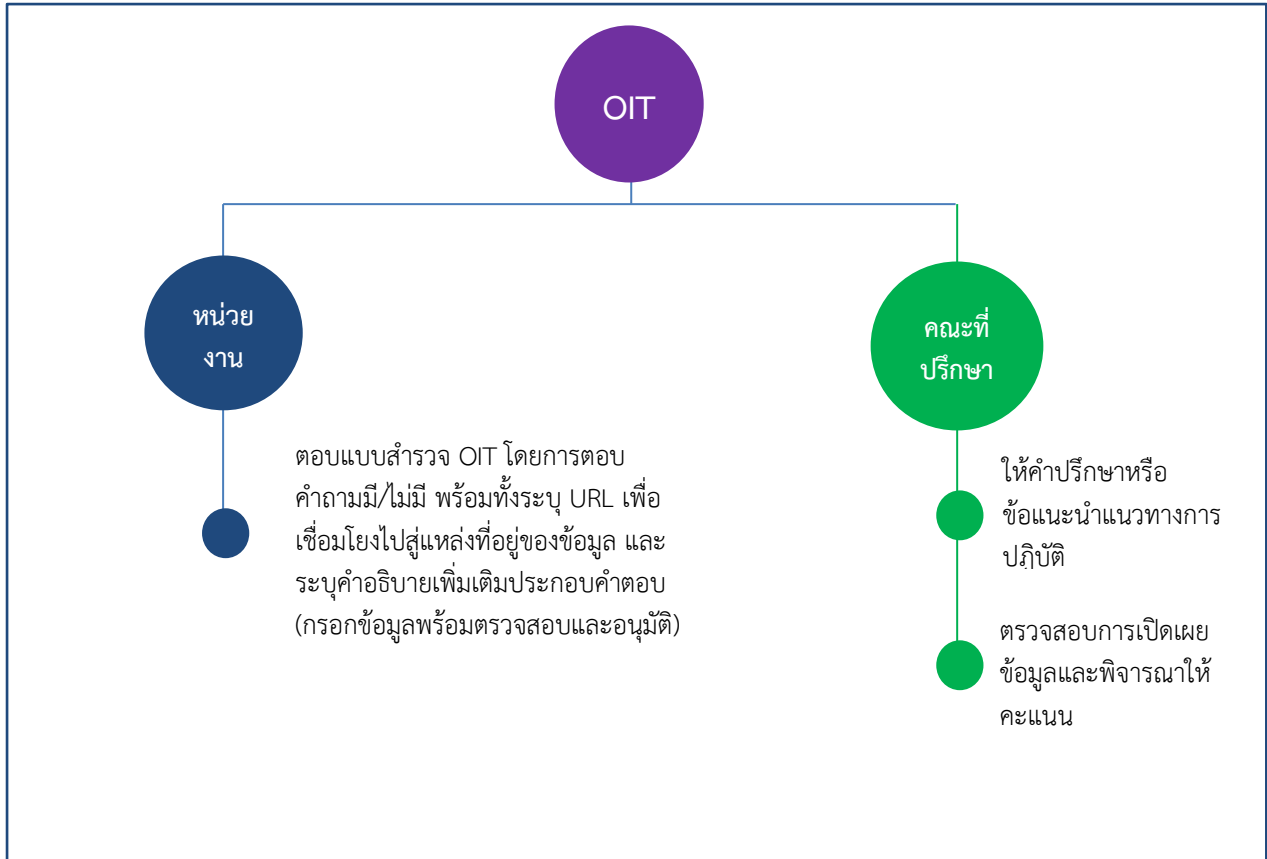 OIT
หน่วย
งาน
ตอบแบบสำรวจ OIT โดยการตอบ
คำถามมี/ไม่มี พร้อมทั้งระบุ URL เพื่อ
เชื่อมโยงไปสู่แหล่งที่อยู่ของข้อมูล และ
ระบุคำอธิบายเพิ่มเติมประกอบคำตอบ
(กรอกข้อมูลพร้อมตรวจสอบและอนุมัติ)
คณะที่
ปรึกษา
ให้คำปรึกษาหรือ
ข้อแนะนำแนวทางการ
ปฏิบัติ
ตรวจสอบการเปิดเผย
ข้อมูลและพิจารณาให้
คะแนน